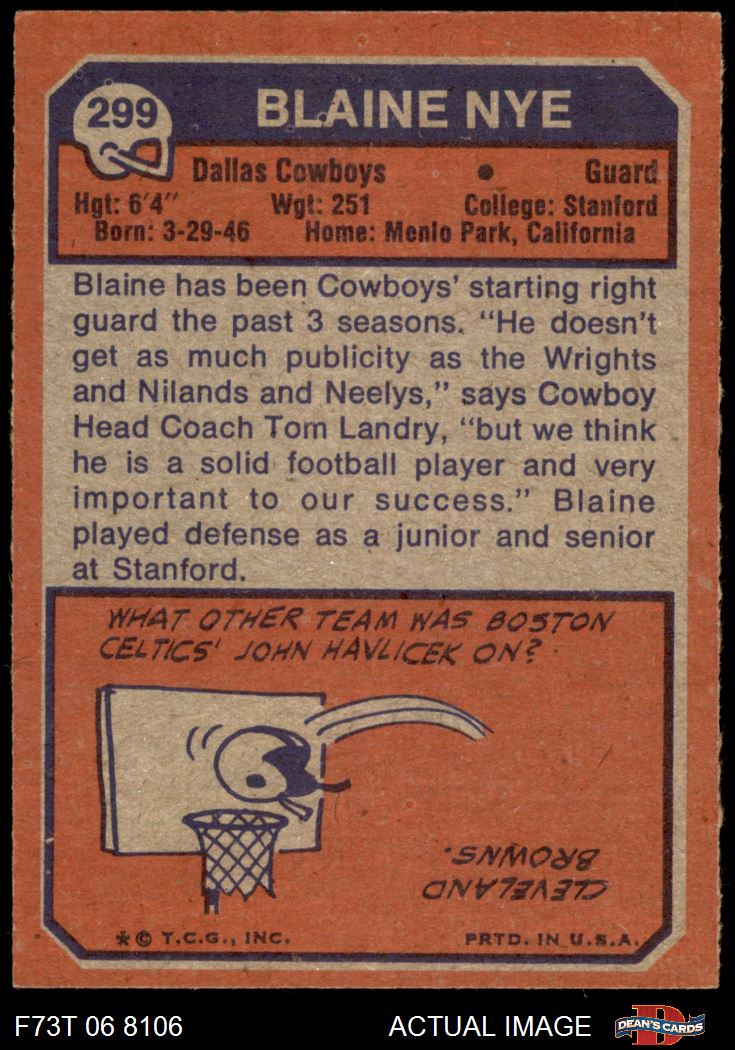 299
BLAINE NYE
Dallas Cowboys • Guard
Hgt: 6'4" Wgt: 251 College: Stanford
Born: 3-29-46 Home: Menlo Park, California
Blaine has been Cowboys' starting right
guard the past 3 seasons. "He doesn't
get as much publicity as the Wrights
and Nilands and Neelys," says Cowboy
Head Coach Tom Landry, "but we think
he is a solid football player and very
important to our success." Blaine
played defense as a junior and senior
at Stanford.
WHAT OTHER TEAM WAS BOSTON
CELTICS' JOHN HAVLICEK ON?
CLEVELAND
BROWNS.
* © T.C.G., INC. PRTD. IN U.S.A.
F73T 06 8106 ACTUAL IMAGE
D
DEAN'S CARDS